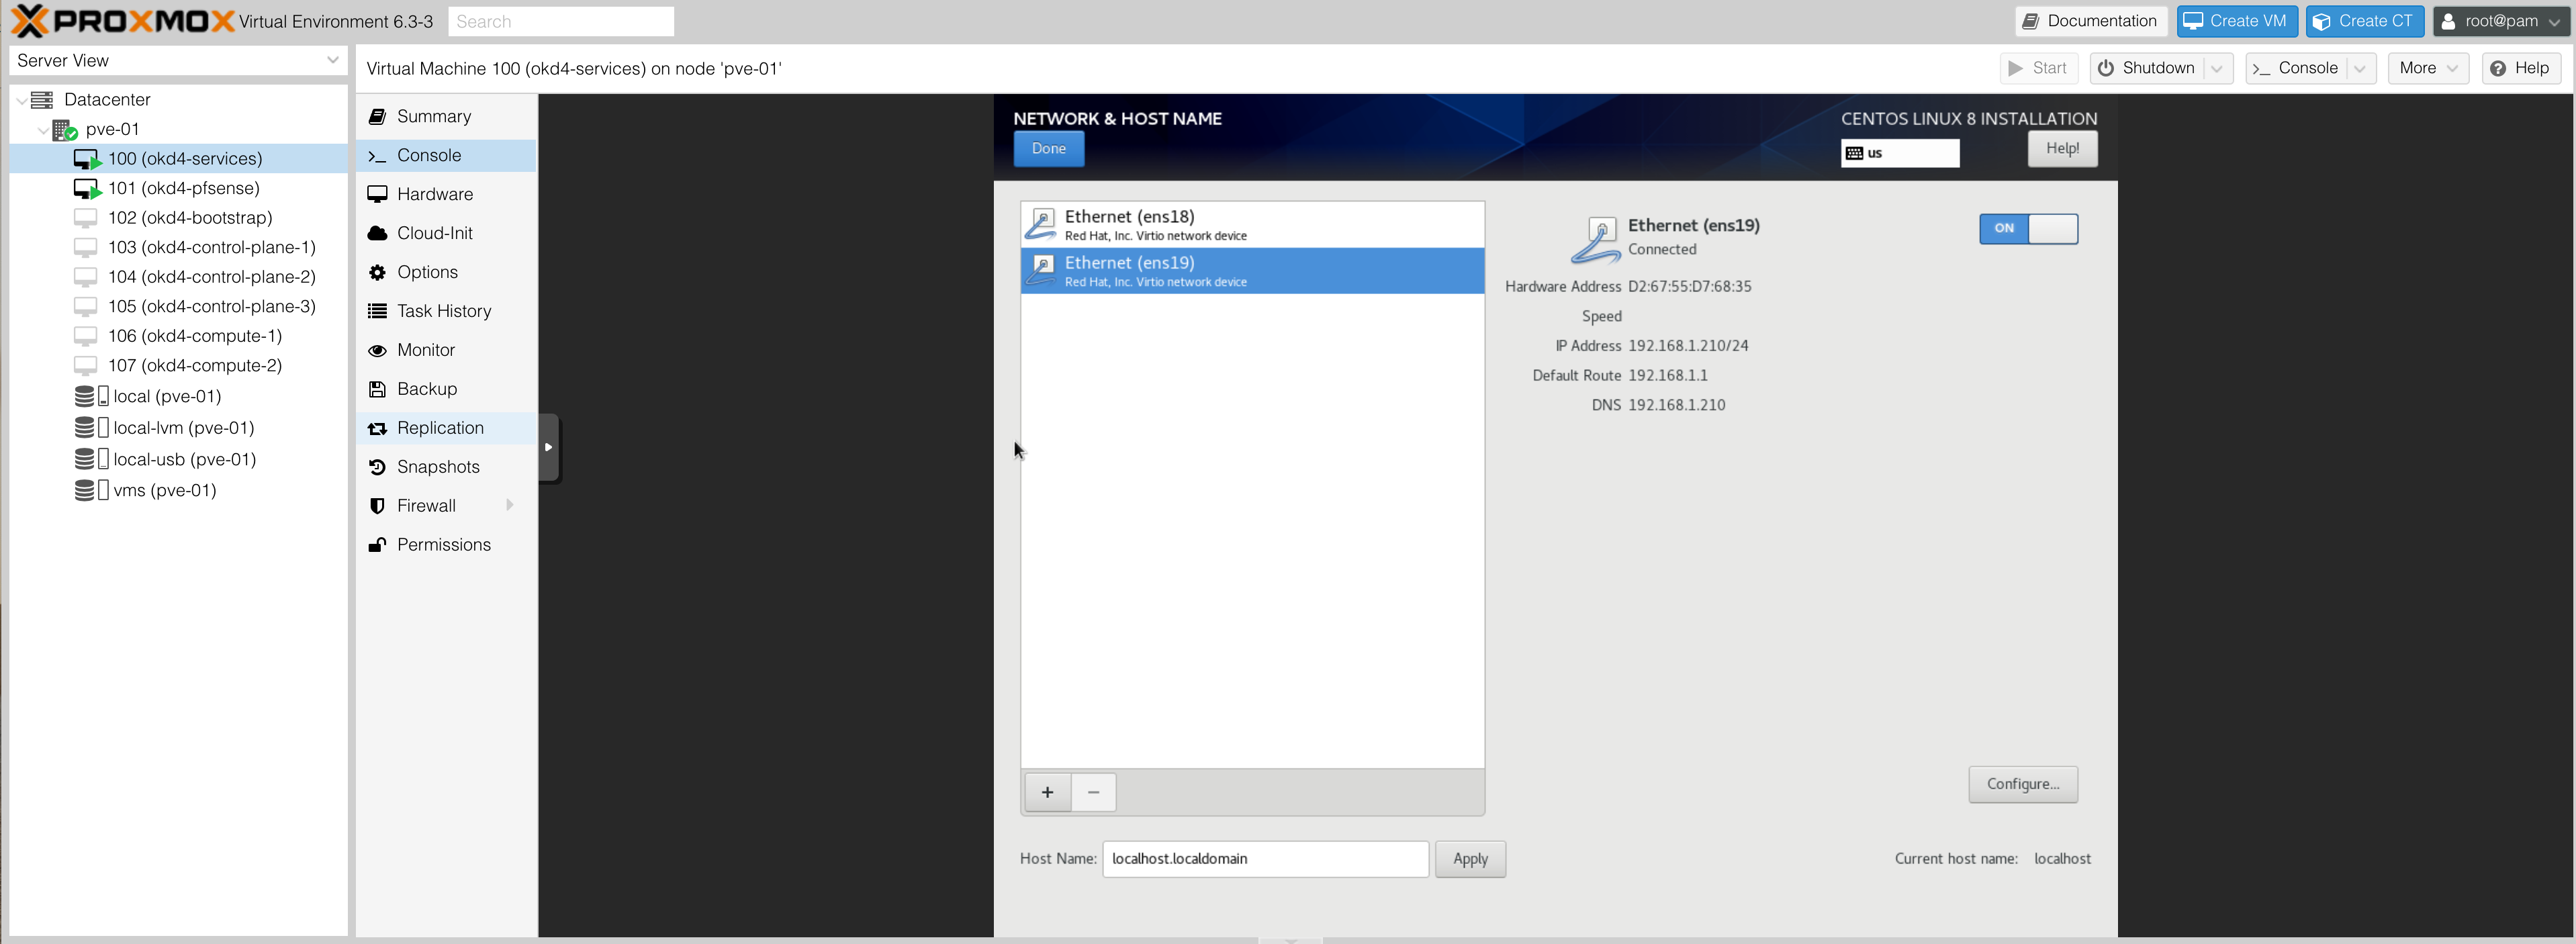 PROXMOX Virtual Environment 6.3-3 Search Documentation Create VM Create CT root@pam
Server View
Datacenter
pve-01
100 (okd4-services)
101 (okd4-pfsense)
102 (okd4-bootstrap)
103 (okd4-control-plane-1)
104 (okd4-control-plane-2)
105 (okd4-control-plane-3)
106 (okd4-compute-1)
107 (okd4-compute-2)
local (pve-01)
local-lvm (pve-01)
local-usb (pve-01)
vms (pve-01)
Virtual Machine 100 (okd4-services) on node 'pve-01' Start Shutdown Console More Help
Summary
Console
Hardware
Cloud-Init
Options
Task History
Monitor
Backup
Replication
Snapshots
Firewall
Permissions
NETWORK & HOST NAME
Done
CENTOS LINUX 8 INSTALLATION
us Help!
Ethernet (ens18)
Red Hat, Inc. Virtio network device
Ethernet (ens19)
Red Hat, Inc. Virtio network device
Ethernet (ens19)
Connected
ON
Hardware Address D2:67:55:D7:68:35
Speed
IP Address 192.168.1.210/24
Default Route 192.168.1.1
DNS 192.168.1.210
+ −
Configure...
Host Name: localhost.localdomain Apply Current host name: localhost